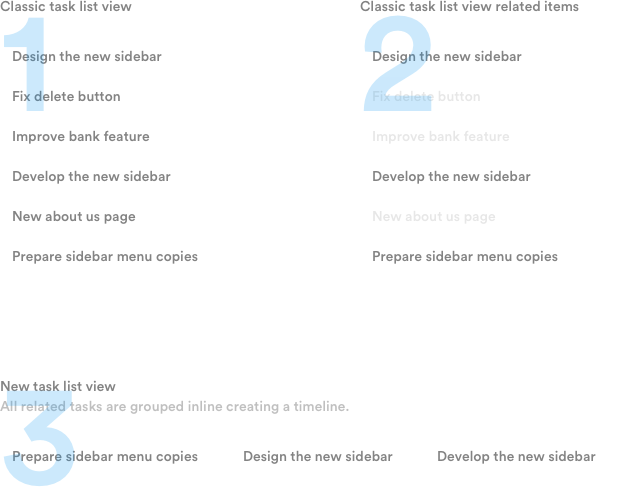 Classic task list view
1
Design the new sidebar
Fix delete button
Improve bank feature
Develop the new sidebar
New about us page
Prepare sidebar menu copies
Classic task list view related items
2
Design the new sidebar
Fix delete button
Improve bank feature
Develop the new sidebar
New about us page
Prepare sidebar menu copies
New task list view
All related tasks are grouped inline creating a timeline.
3
Prepare sidebar menu copies Design the new sidebar Develop the new sidebar